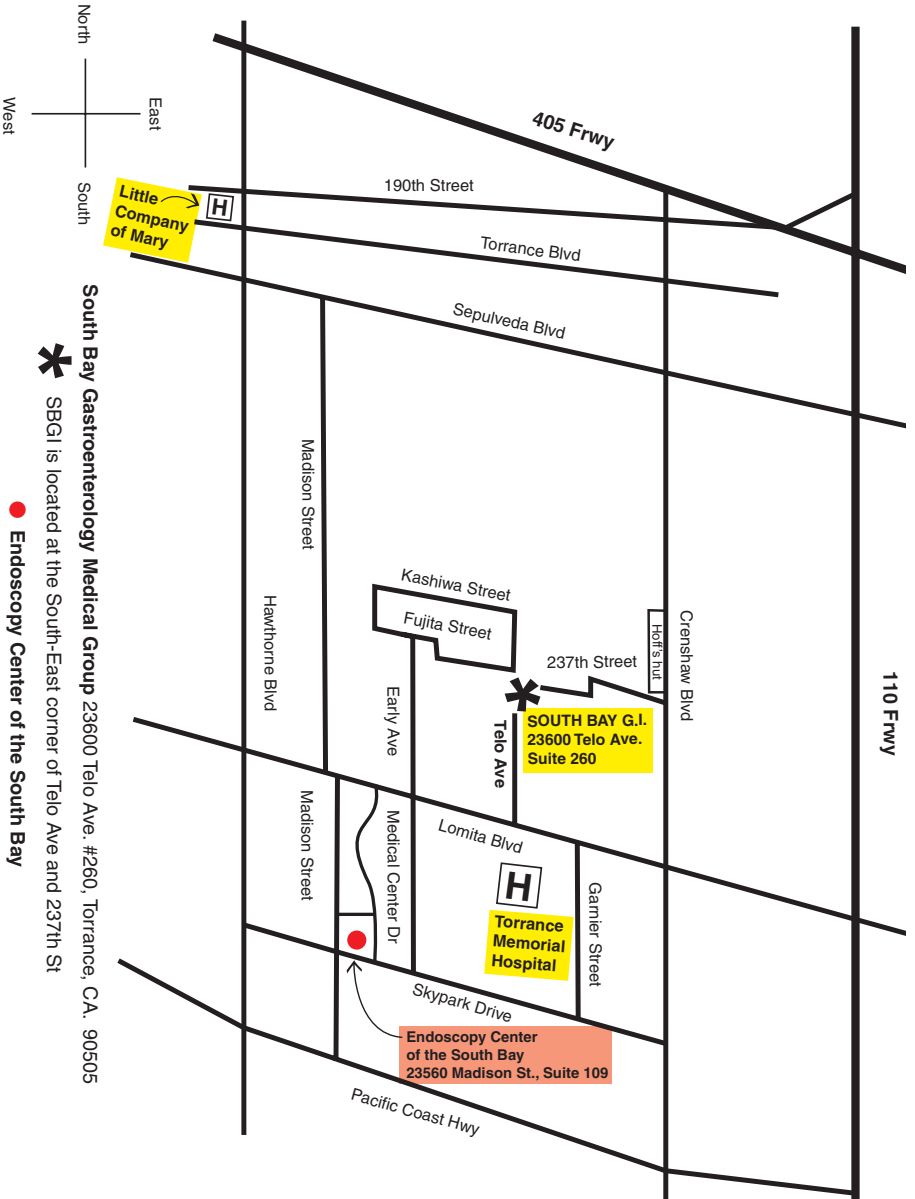 North
East
South
West
405 Frwy
110 Frwy
190th Street
H
Little
Company
of Mary
Torrance Blvd
Sepulveda Blvd
Madison Street
Hawthorne Blvd
Kashiwa Street
Fujita Street
237th Street
Hoff's hut
Crenshaw Blvd
Early Ave
Telo Ave
SOUTH BAY G.I.
23600 Telo Ave.
Suite 260
Madison Street
Medical Center Dr
Lomita Blvd
H
Torrance
Memorial
Hospital
Garnier Street
Skypark Drive
Endoscopy Center
of the South Bay
23560 Madison St., Suite 109
Pacific Coast Hwy
South Bay Gastroenterology Medical Group 23600 Telo Ave. #260, Torrance, CA. 90505
* SBGI is located at the South-East corner of Telo Ave and 237th St
Endoscopy Center of the South Bay